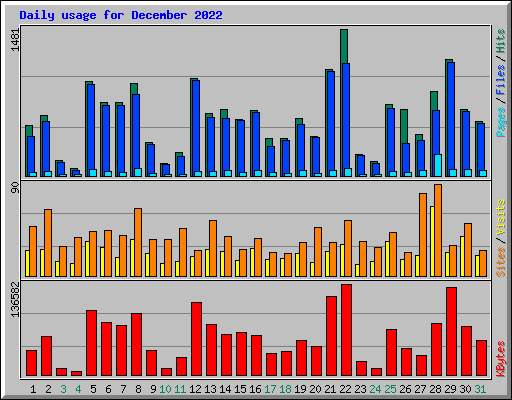 Daily usage for December 2022
1481
Pages / Files / Hits
90
Sites / Visits
136582
KBytes
1 2 3 4 5 6 7 8 9 10 11 12 13 14 15 16 17 18 19 20 21 22 23 24 25 26 27 28 29 30 31